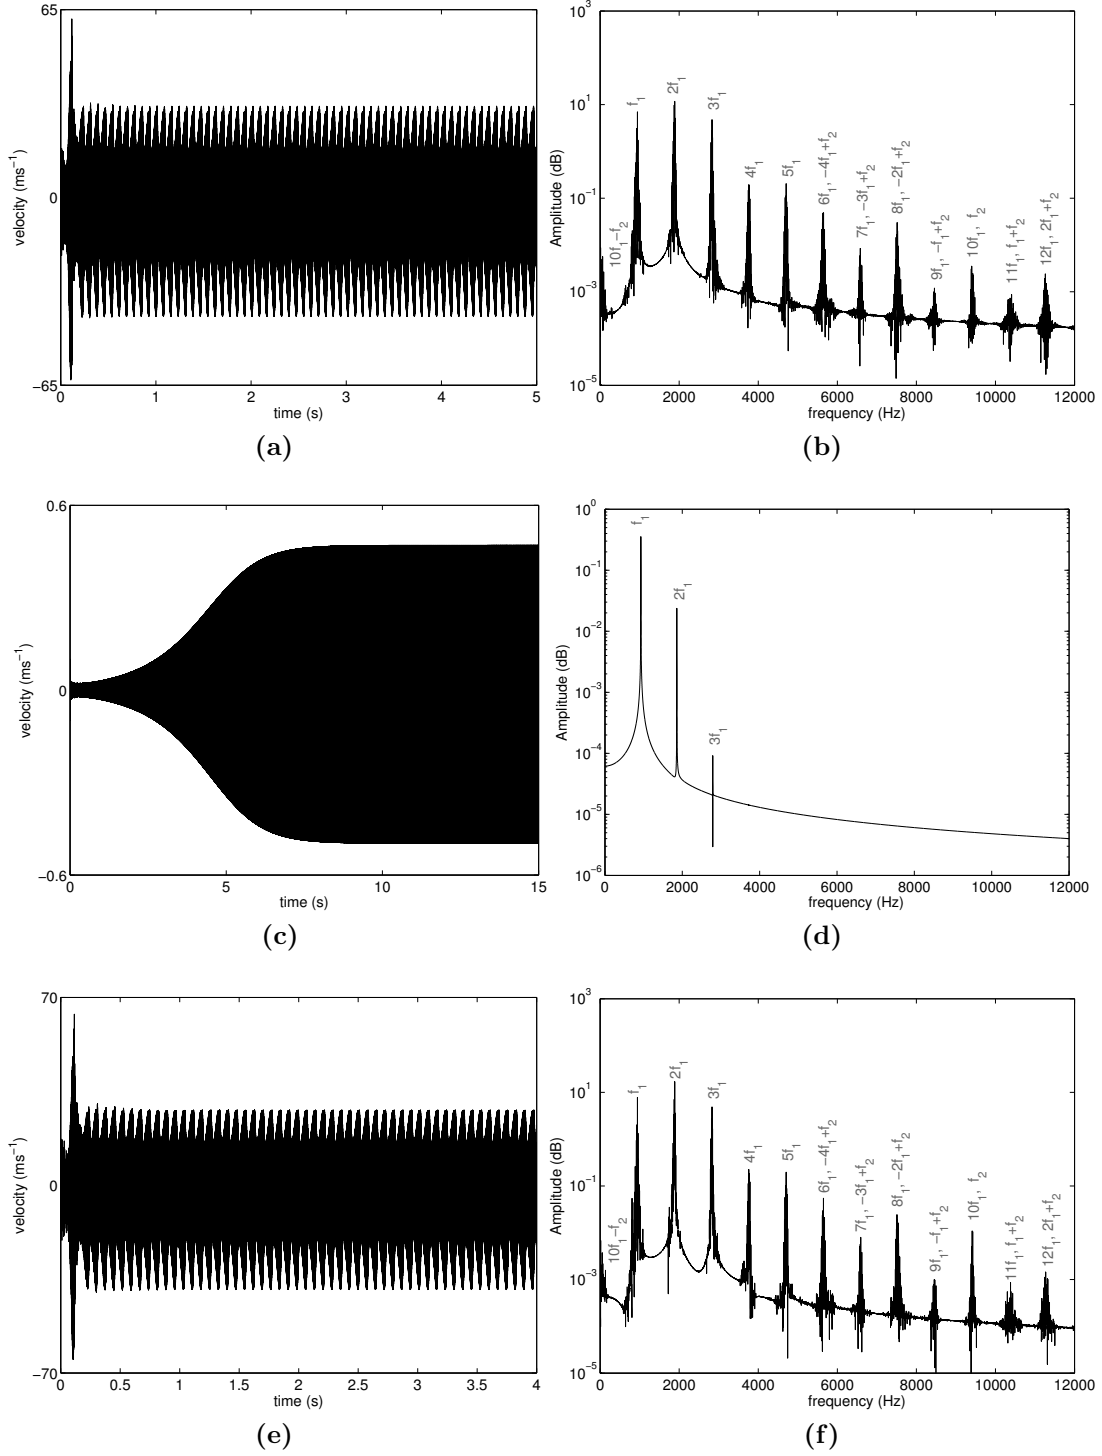 65
0
−65
velocity (ms⁻¹)
0 1 2 3 4 5
time (s)
(a)
10³
10¹
10⁻¹
10⁻³
10⁻⁵
Amplitude (dB)
10f₁−f₂
f₁
2f₁
3f₁
4f₁
5f₁
6f₁, −4f₁+f₂
7f₁, −3f₁+f₂
8f₁, −2f₁+f₂
9f₁, −f₁+f₂
10f₁, f₂
11f₁, f₁+f₂
12f₁, 2f₁+f₂
0 2000 4000 6000 8000 10000 12000
frequency (Hz)
(b)
0.6
0
−0.6
velocity (ms⁻¹)
0 5 10 15
time (s)
(c)
10⁰
10⁻¹
10⁻²
10⁻³
10⁻⁴
10⁻⁵
10⁻⁶
Amplitude (dB)
f₁
2f₁
3f₁
0 2000 4000 6000 8000 10000 12000
frequency (Hz)
(d)
70
0
−70
velocity (ms⁻¹)
0 0.5 1 1.5 2 2.5 3 3.5 4
time (s)
(e)
10³
10¹
10⁻¹
10⁻³
10⁻⁵
Amplitude (dB)
10f₁−f₂
f₁
2f₁
3f₁
4f₁
5f₁
6f₁, −4f₁+f₂
7f₁, −3f₁+f₂
8f₁, −2f₁+f₂
9f₁, −f₁+f₂
10f₁, f₂
11f₁, f₁+f₂
12f₁, 2f₁+f₂
0 2000 4000 6000 8000 10000 12000
frequency (Hz)
(f)